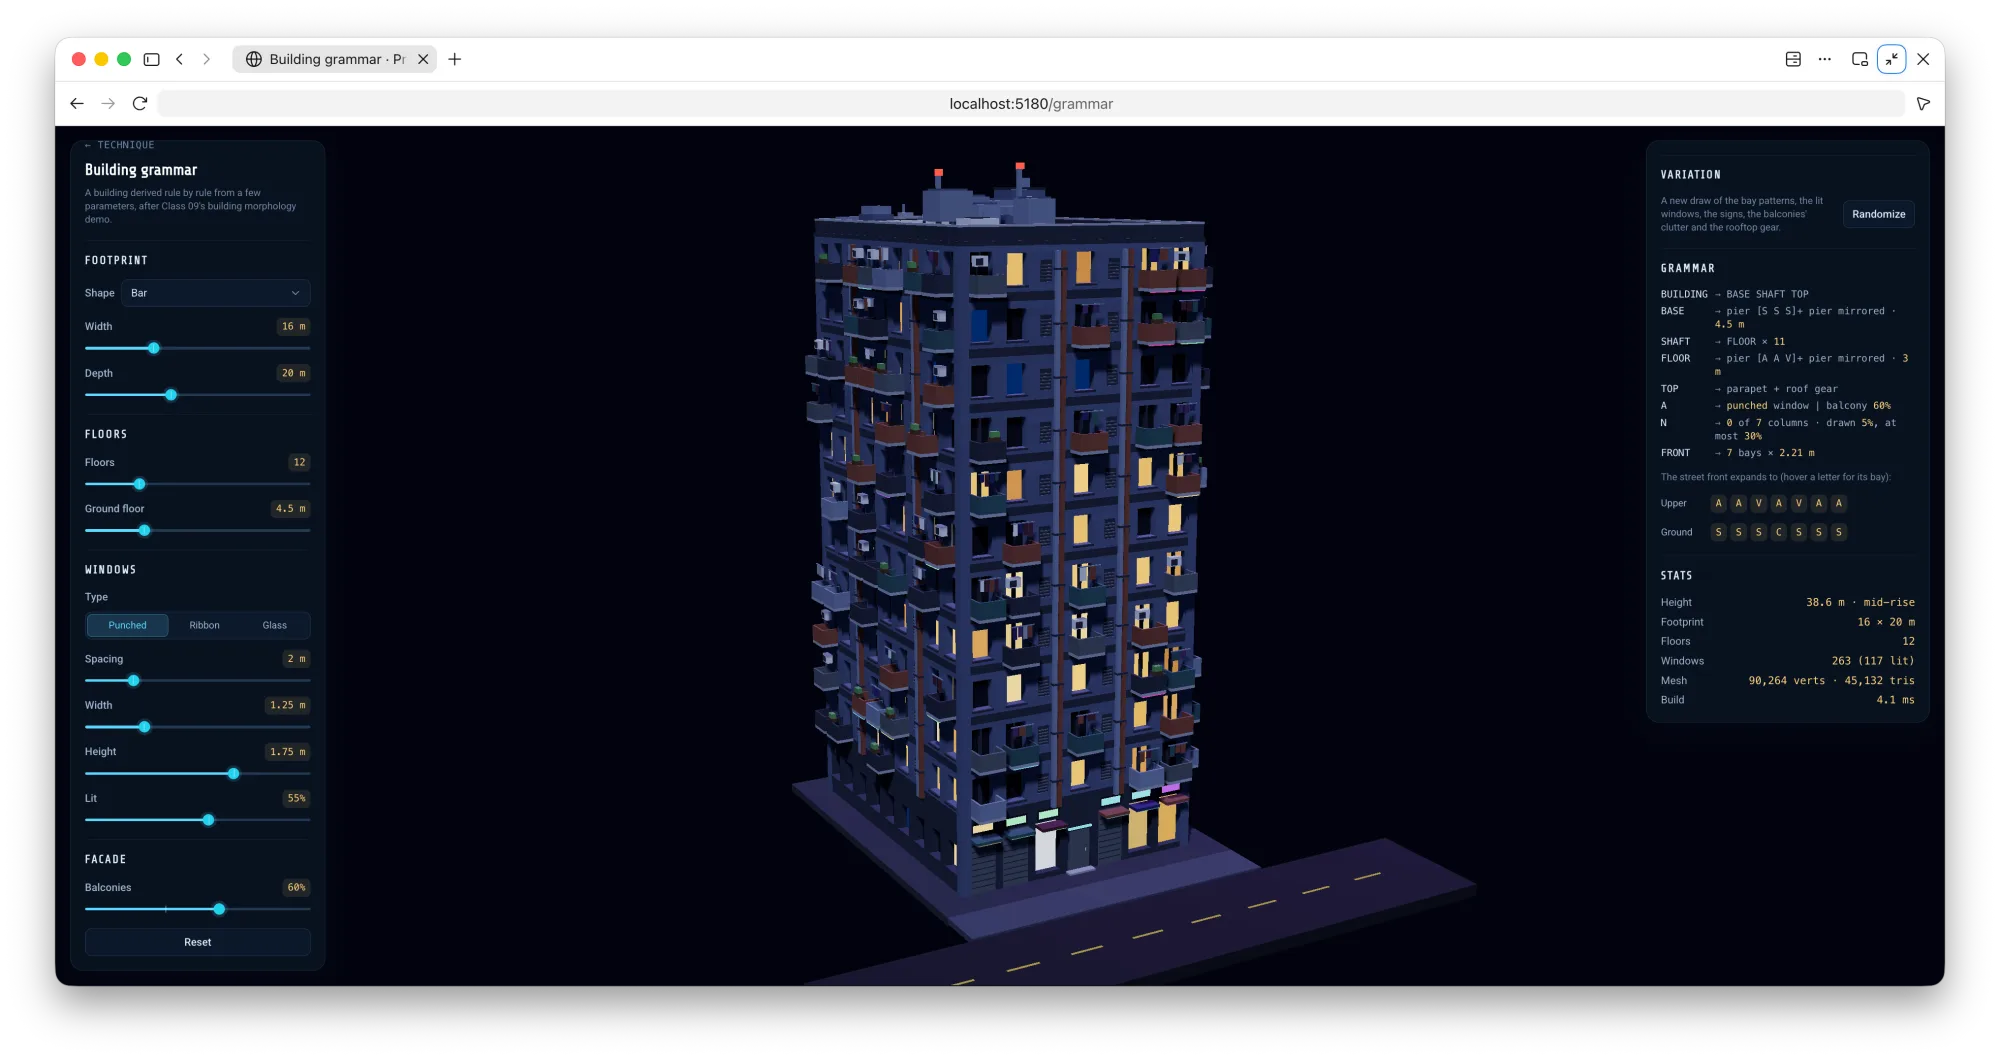 Building grammar · Pr
localhost:5180/grammar
← TECHNIQUE
Building grammar
A building derived rule by rule from a few
parameters, after Class 09's building morphology
demo.
FOOTPRINT
Shape Bar
Width 16 m
Depth 20 m
FLOORS
Floors 12
Ground floor 4.5 m
WINDOWS
Type
Punched Ribbon Glass
Spacing 2 m
Width 1.25 m
Height 1.75 m
Lit 55%
FACADE
Balconies 60%
Reset
VARIATION
A new draw of the bay patterns, the lit
windows, the signs, the balconies'
clutter and the rooftop gear.
Randomize
GRAMMAR
BUILDING → BASE SHAFT TOP
BASE → pier [S S S]+ pier mirrored ·
4.5 m
SHAFT → FLOOR × 11
FLOOR → pier [A A V]+ pier mirrored · 3
m
TOP → parapet + roof gear
A → punched window | balcony 60%
N → 0 of 7 columns · drawn 5%, at
most 30%
FRONT → 7 bays × 2.21 m
The street front expands to (hover a letter for its bay):
Upper A A V A V A A
Ground S S S C S S S
STATS
Height 38.6 m · mid-rise
Footprint 16 × 20 m
Floors 12
Windows 263 (117 lit)
Mesh 90,264 verts · 45,132 tris
Build 4.1 ms